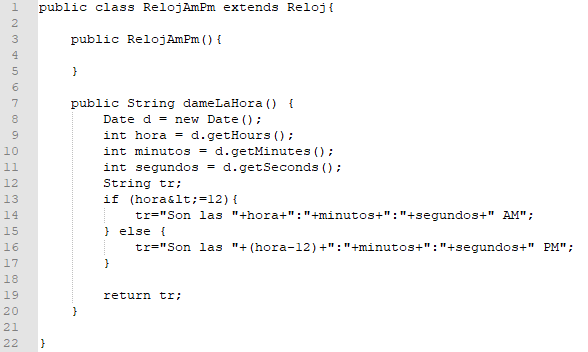 1 public class RelojAmPm extends Reloj{
2
3     public RelojAmPm(){
4
5     }
6
7     public String dameLaHora() {
8         Date d = new Date();
9         int hora = d.getHours();
10         int minutos = d.getMinutes();
11         int segundos = d.getSeconds();
12         String tr;
13         if (hora&lt;=12){
14             tr="Son las "+hora+":"+minutos+":"+segundos+" AM";
15         } else {
16             tr="Son las "+(hora-12)+":"+minutos+":"+segundos+" PM";
17         }
18
19         return tr;
20     }
21
22 }